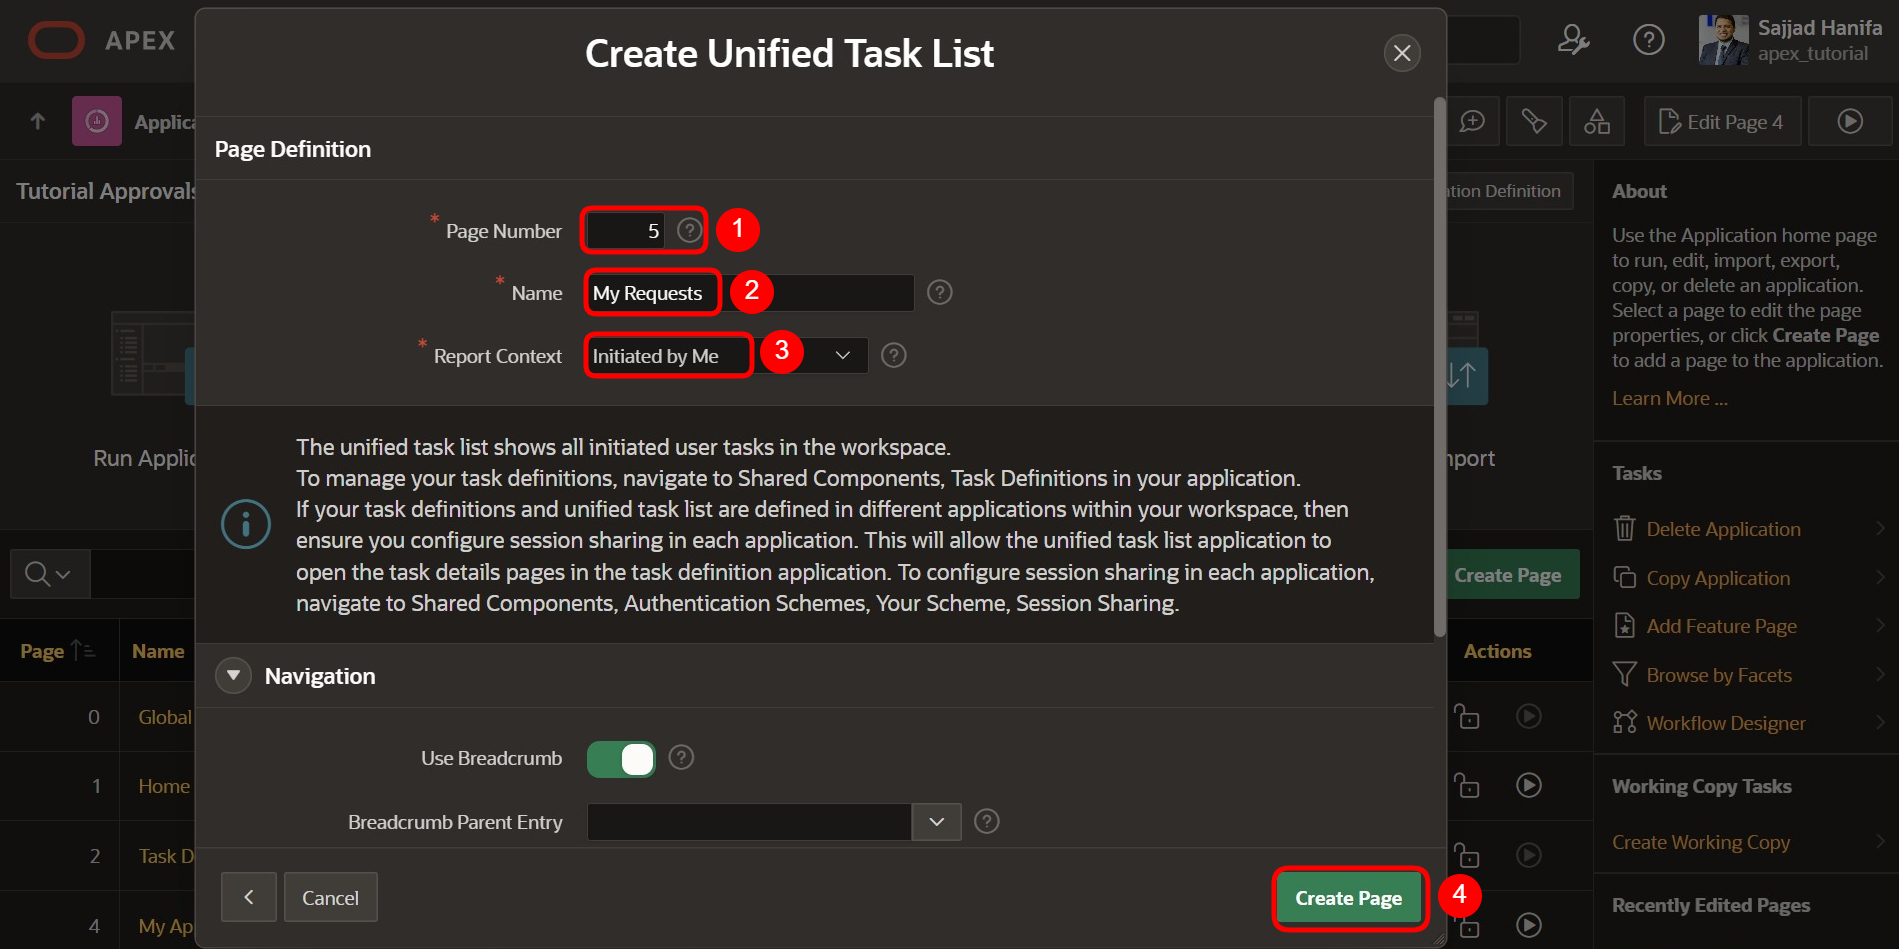 APEX
Create Unified Task List
Sajjad Hanifa
apex_tutorial
Applica
Edit Page 4
Page Definition
Tutorial Approvals
tion Definition
About
Use the Application home page
to run, edit, import, export,
copy, or delete an application.
Select a page to edit the page
properties, or click Create Page
to add a page to the application.
Learn More ...
* Page Number 5 ? 1
* Name My Requests 2 ?
* Report Context Initiated by Me 3 ?
The unified task list shows all initiated user tasks in the workspace.
To manage your task definitions, navigate to Shared Components, Task Definitions in your application.
If your task definitions and unified task list are defined in different applications within your workspace, then
ensure you configure session sharing in each application. This will allow the unified task list application to
open the task details pages in the task definition application. To configure session sharing in each application,
navigate to Shared Components, Authentication Schemes, Your Scheme, Session Sharing.
Run Applic
port
Tasks
Delete Application
Copy Application
Add Feature Page
Browse by Facets
Workflow Designer
Create Page
Page Name
Actions
Navigation
0 Global
1 Home
2 Task D
4 My Ap
Use Breadcrumb ?
Breadcrumb Parent Entry ?
Working Copy Tasks
Create Working Copy
Recently Edited Pages
Cancel
Create Page 4